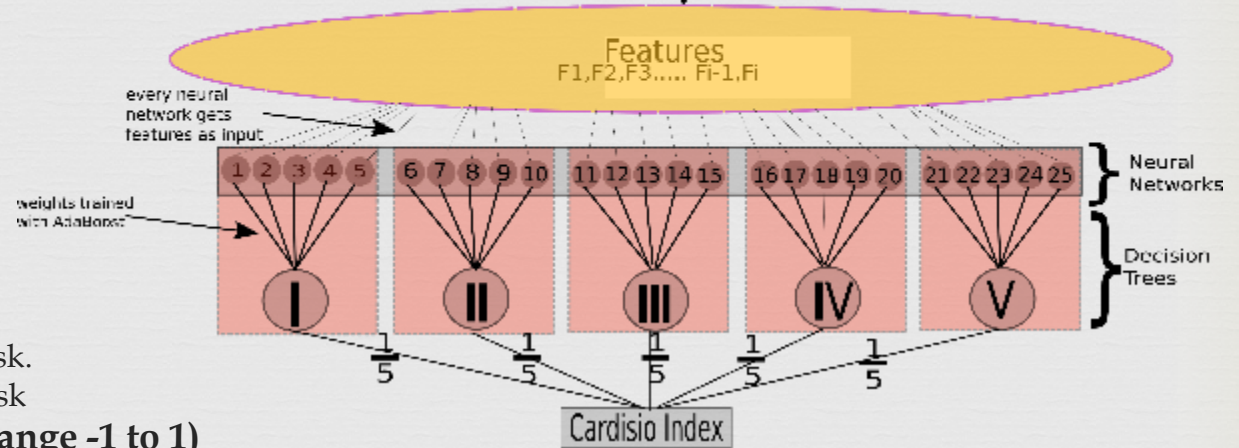 Features
F1,F2,F3..... Fi-1,Fi
every neural
network gets
features as input
1 2 3 4 5 6 7 8 9 10 11 12 13 14 15 16 17 18 19 20 21 22 23 24 25
Neural
Networks
weights trained
with AdaBoost
Decision
Trees
I II III IV V
1/5 1/5 1/5 1/5 1/5
sk.
sk
ange -1 to 1)
Cardisio Index